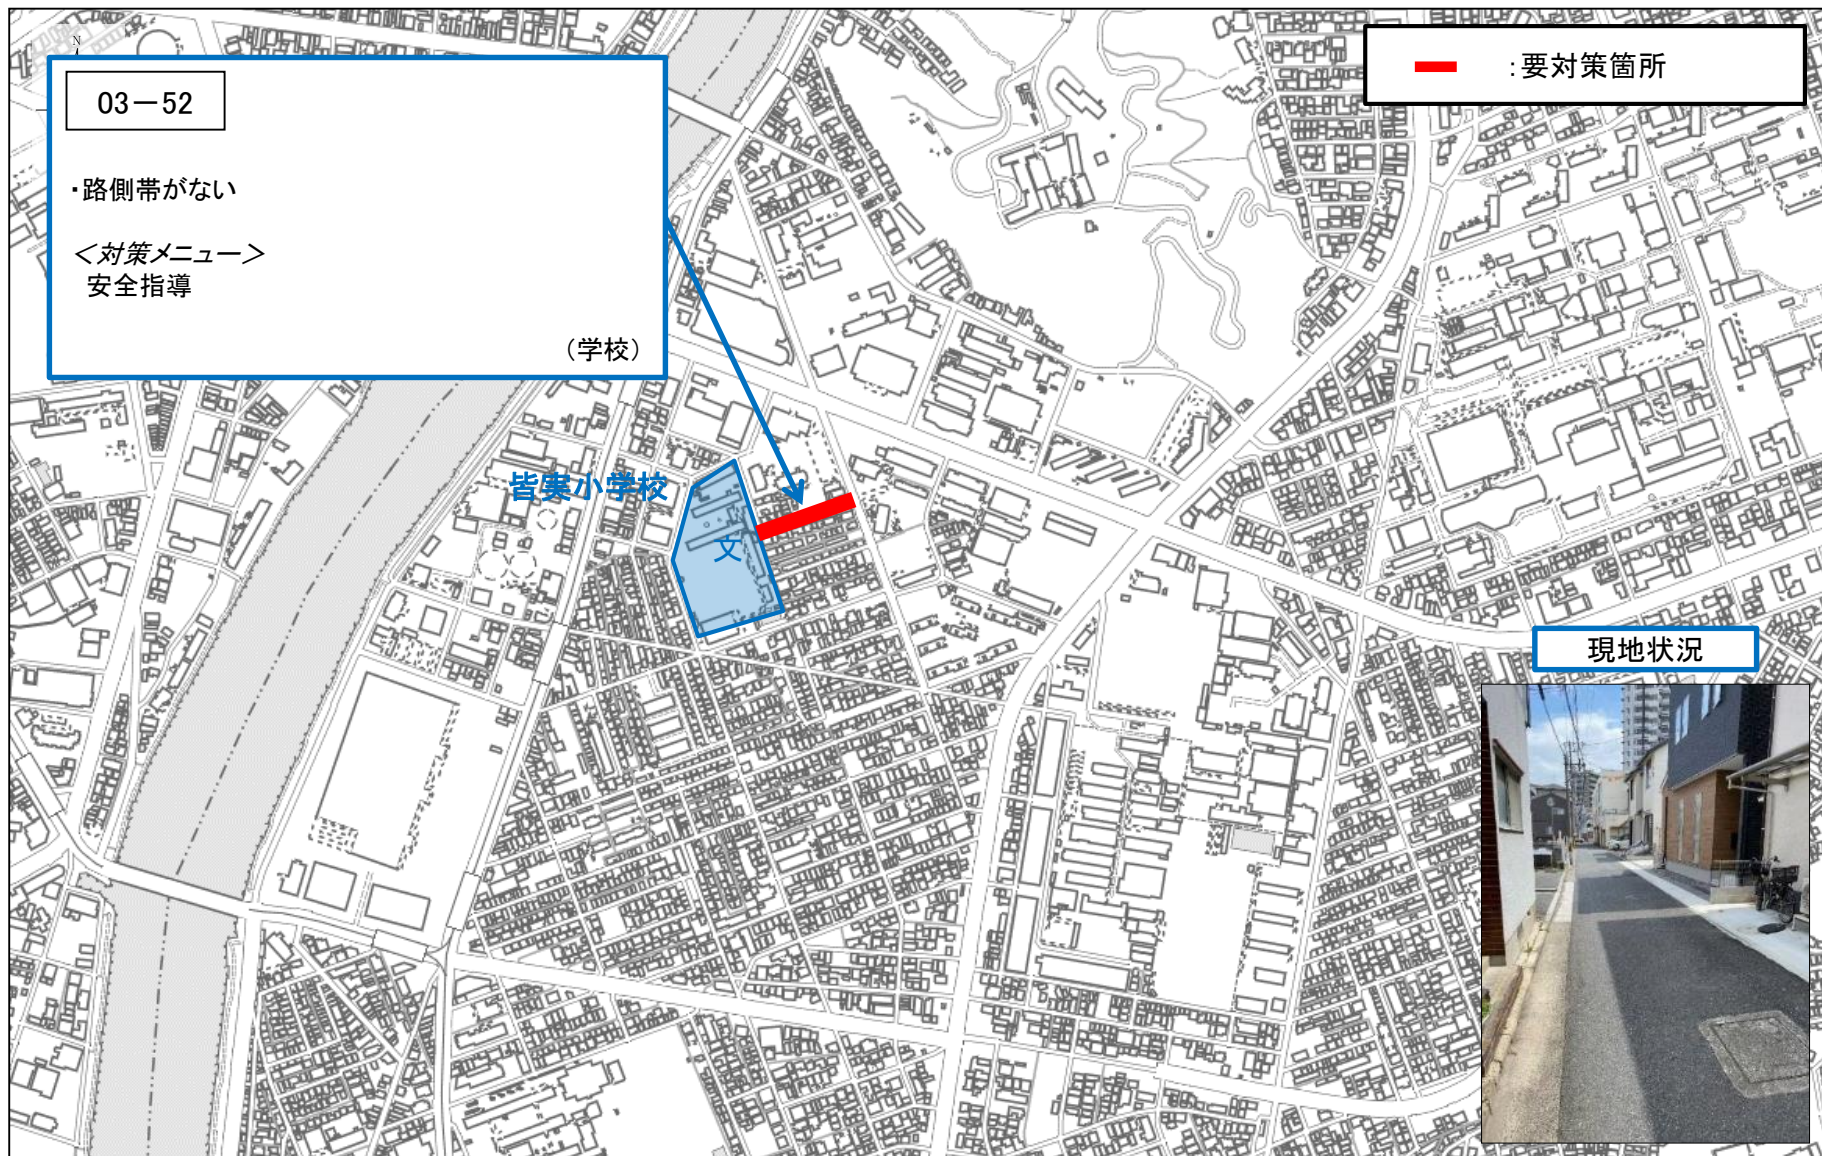 N
03－52
・路側帯がない
＜対策メニュー＞
安全指導
（学校）
：要対策箇所
皆実小学校
文
現地状況